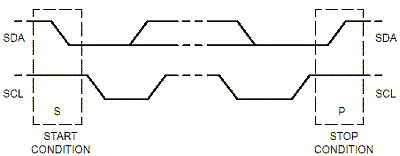 SDA SDA
SCL SCL
S P
START CONDITION STOP CONDITION